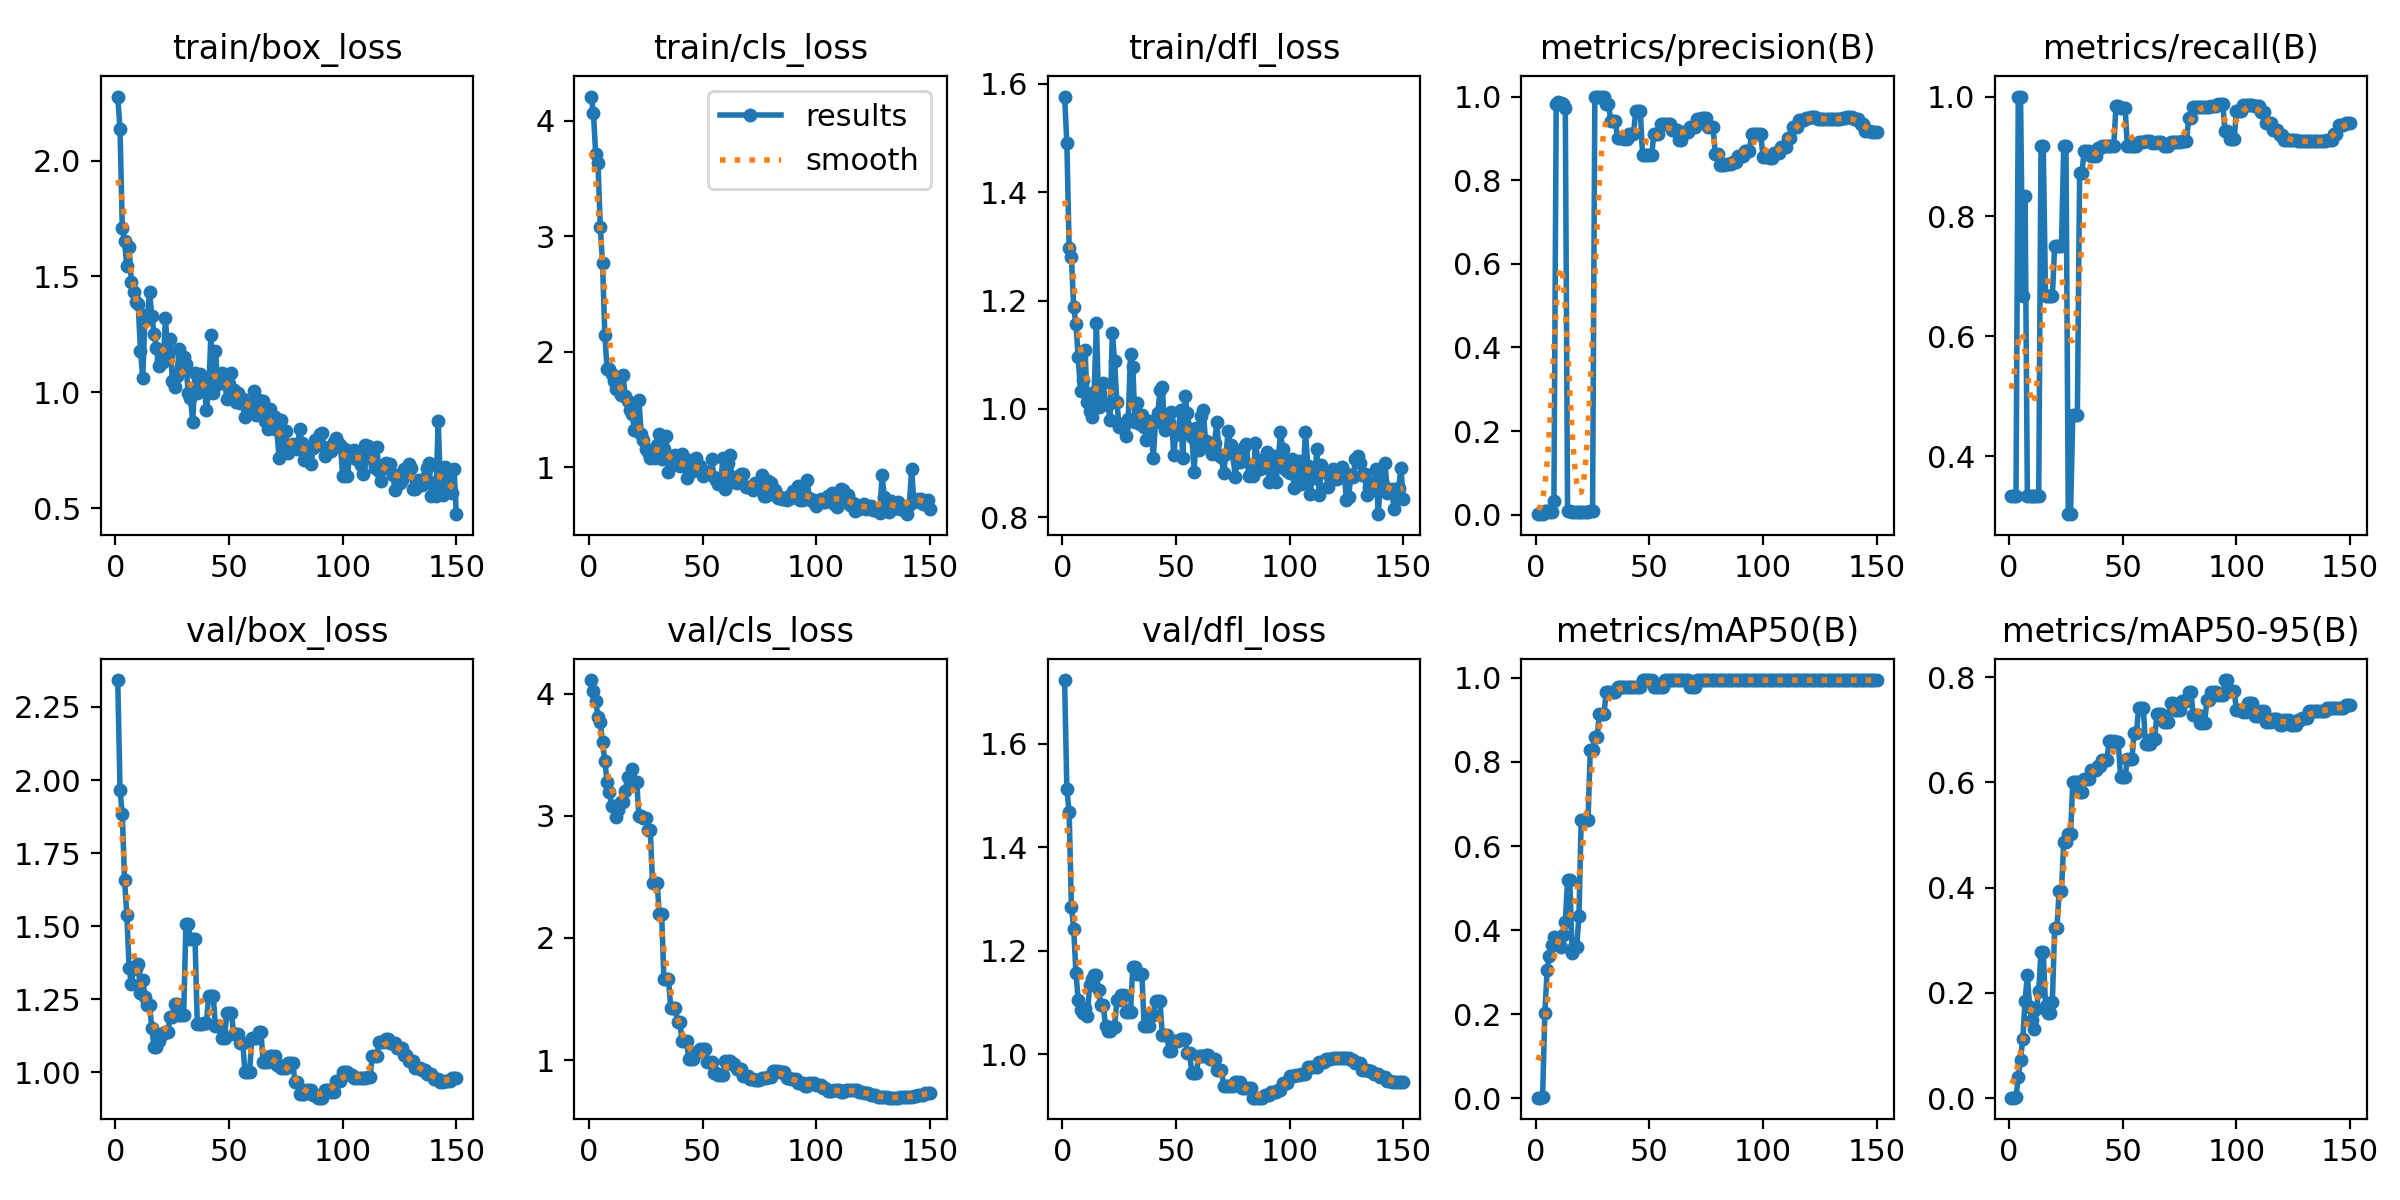 train/box_loss
2.0
1.5
1.0
0.5
0 50 100 150
train/cls_loss
results
smooth
4
3
2
1
0 50 100 150
train/dfl_loss
1.6
1.4
1.2
1.0
0.8
0 50 100 150
metrics/precision(B)
1.0
0.8
0.6
0.4
0.2
0.0
0 50 100 150
metrics/recall(B)
1.0
0.8
0.6
0.4
0 50 100 150
val/box_loss
2.25
2.00
1.75
1.50
1.25
1.00
0 50 100 150
val/cls_loss
4
3
2
1
0 50 100 150
val/dfl_loss
1.6
1.4
1.2
1.0
0 50 100 150
metrics/mAP50(B)
1.0
0.8
0.6
0.4
0.2
0.0
0 50 100 150
metrics/mAP50-95(B)
0.8
0.6
0.4
0.2
0.0
0 50 100 150